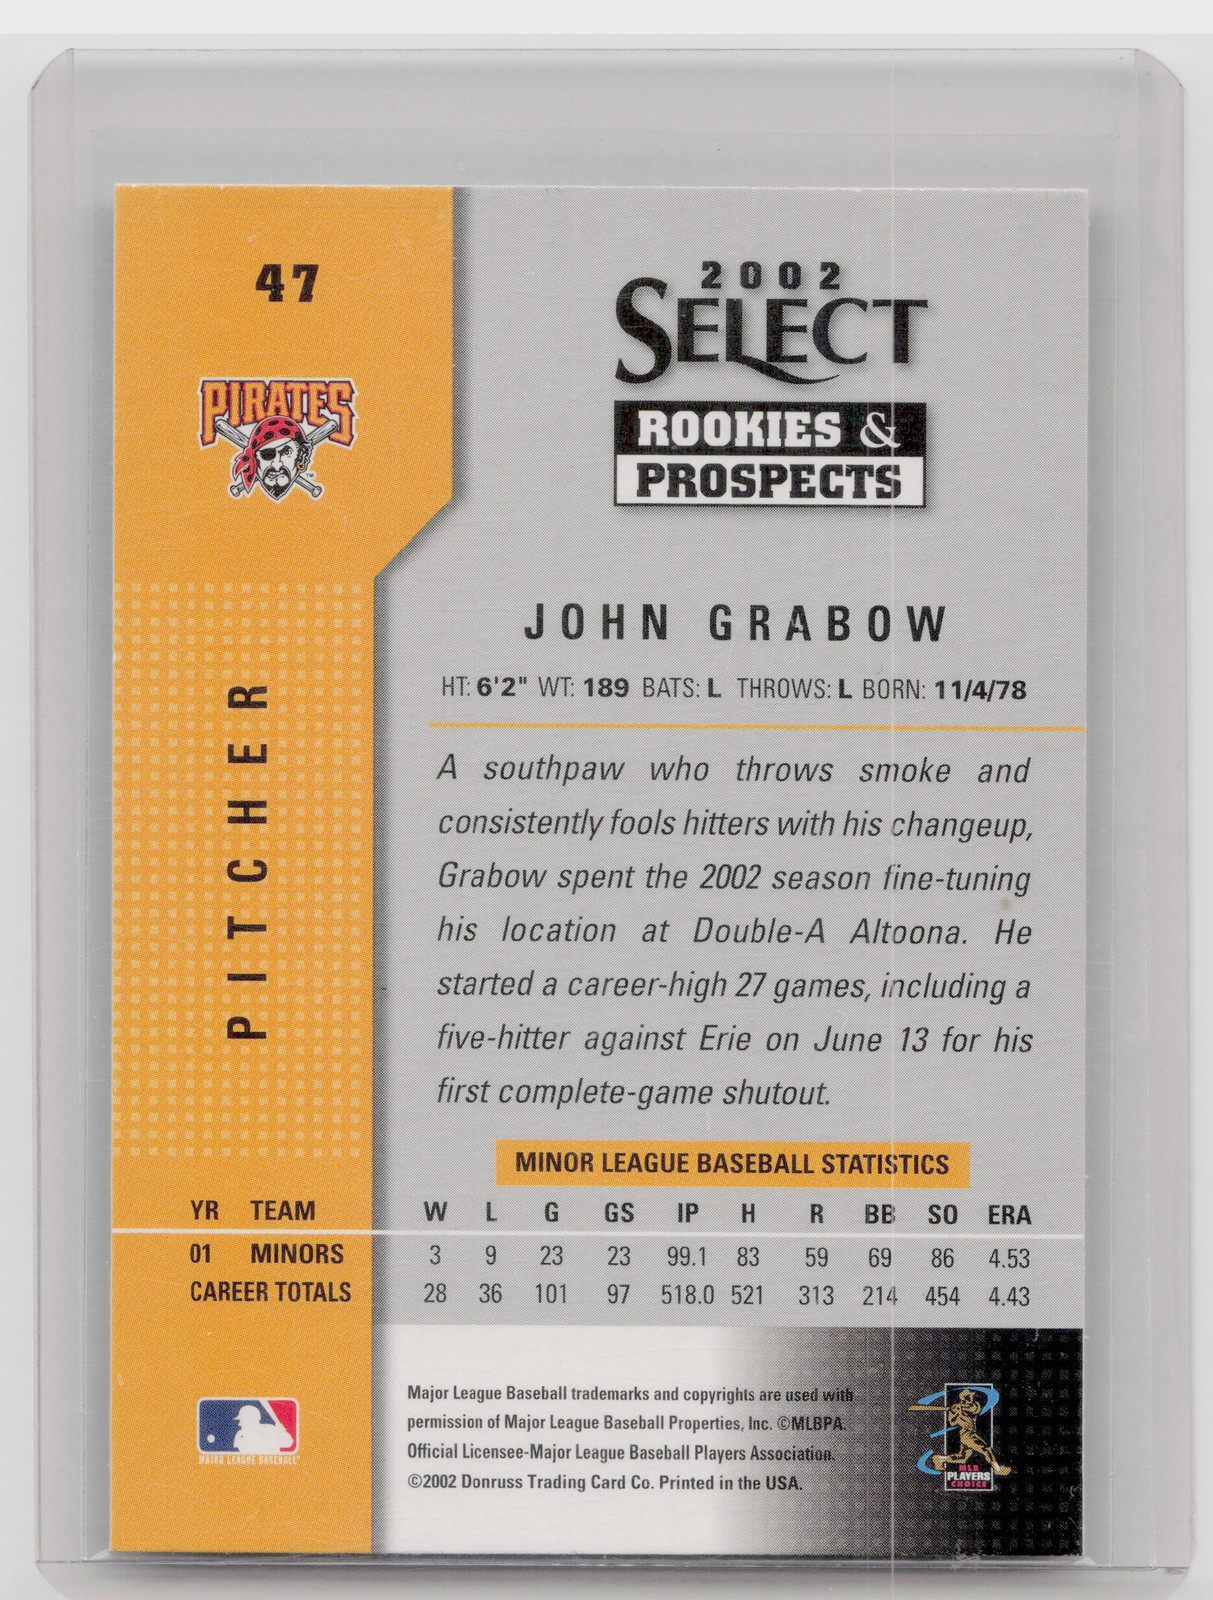 47
PIRATES
™
2002
SELECT
ROOKIES &
PROSPECTS
PITCHER
JOHN GRABOW
HT: 6'2" WT: 189 BATS: L THROWS: L BORN: 11/4/78
A southpaw who throws smoke and
consistently fools hitters with his changeup,
Grabow spent the 2002 season fine-tuning
his location at Double-A Altoona. He
started a career-high 27 games, including a
five-hitter against Erie on June 13 for his
first complete-game shutout.
MINOR LEAGUE BASEBALL STATISTICS
YR TEAM W L G GS IP H R BB SO ERA
01 MINORS 3 9 23 23 99.1 83 59 69 86 4.53
CAREER TOTALS 28 36 101 97 518.0 521 313 214 454 4.43
MAJOR LEAGUE BASEBALL
Major League Baseball trademarks and copyrights are used with
permission of Major League Baseball Properties, Inc. ©MLBPA.
Official Licensee-Major League Baseball Players Association.
©2002 Donruss Trading Card Co. Printed in the USA.
MLB
PLAYERS
CHOICE